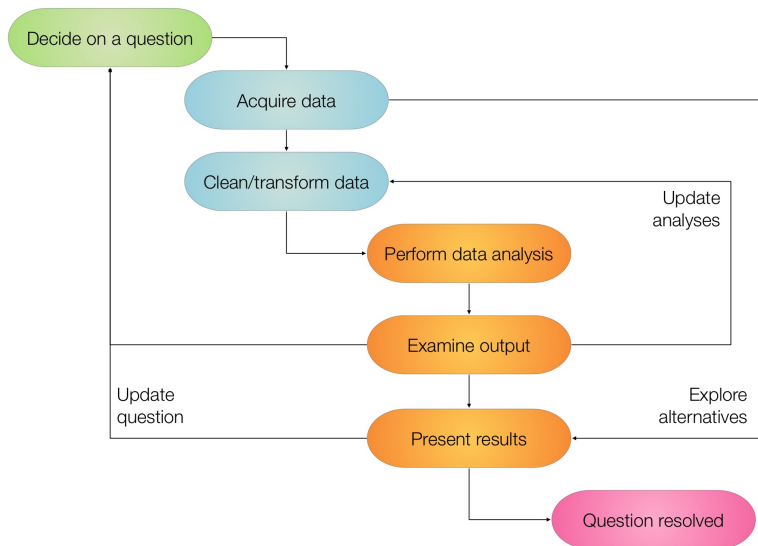 Decide on a question
Acquire data
Clean/transform data
Update
analyses
Perform data analysis
Examine output
Update
question
Explore
alternatives
Present results
Question resolved